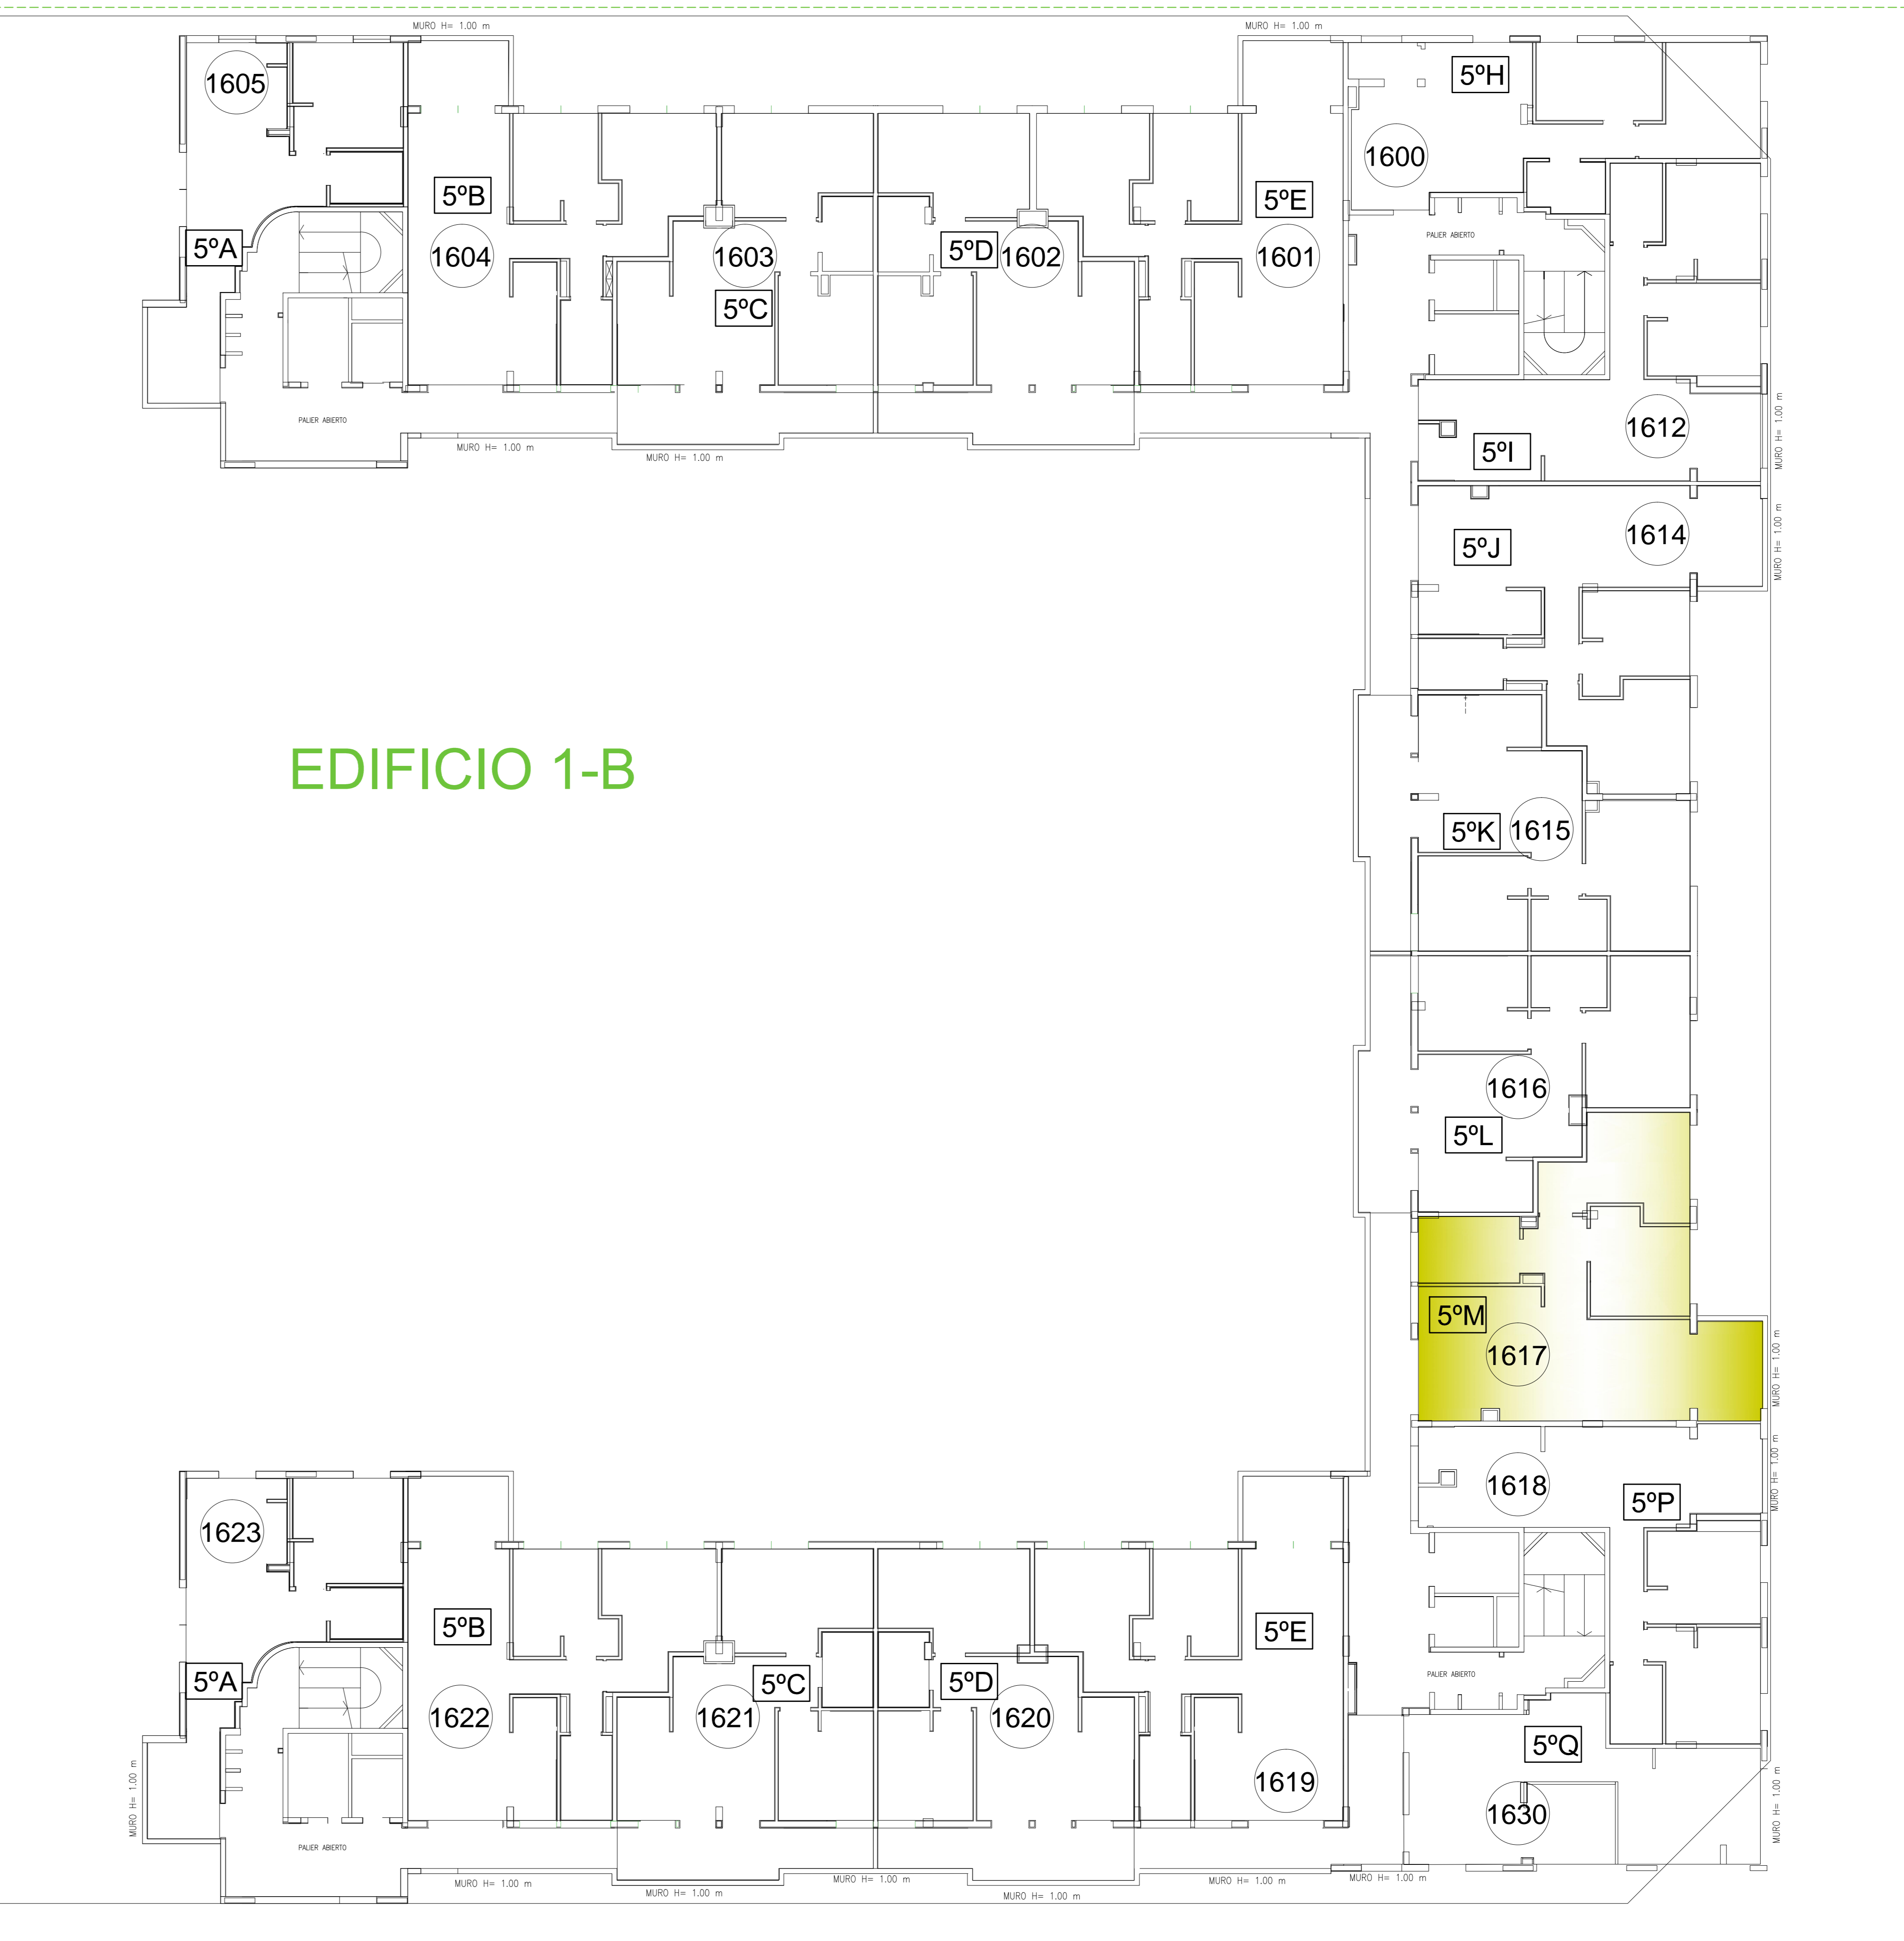 MURO H= 1.00 m
MURO H= 1.00 m
1605
5ºH
1600
5ºB
5ºE
5ºA
1604
1603
5ºD
1602
1601
PALIER ABIERTO
5ºC
PALIER ABIERTO
MURO H= 1.00 m
MURO H= 1.00 m
1612
5ºI
MURO H= 1.00 m
1614
5ºJ
MURO H= 1.00 m
EDIFICIO 1-B
5ºK
1615
1616
5ºL
5ºM
1617
MURO H= 1.00 m
1618
5ºP
MURO H= 1.00 m
1623
5ºB
5ºE
5ºA
5ºC
5ºD
PALIER ABIERTO
1622
1621
1620
5ºQ
1619
1630
MURO H= 1.00 m
MURO H= 1.00 m
PALIER ABIERTO
MURO H= 1.00 m
MURO H= 1.00 m
MURO H= 1.00 m
MURO H= 1.00 m
MURO H= 1.00 m
MURO H= 1.00 m